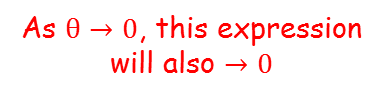 As θ → 0, this expression
will also → 0